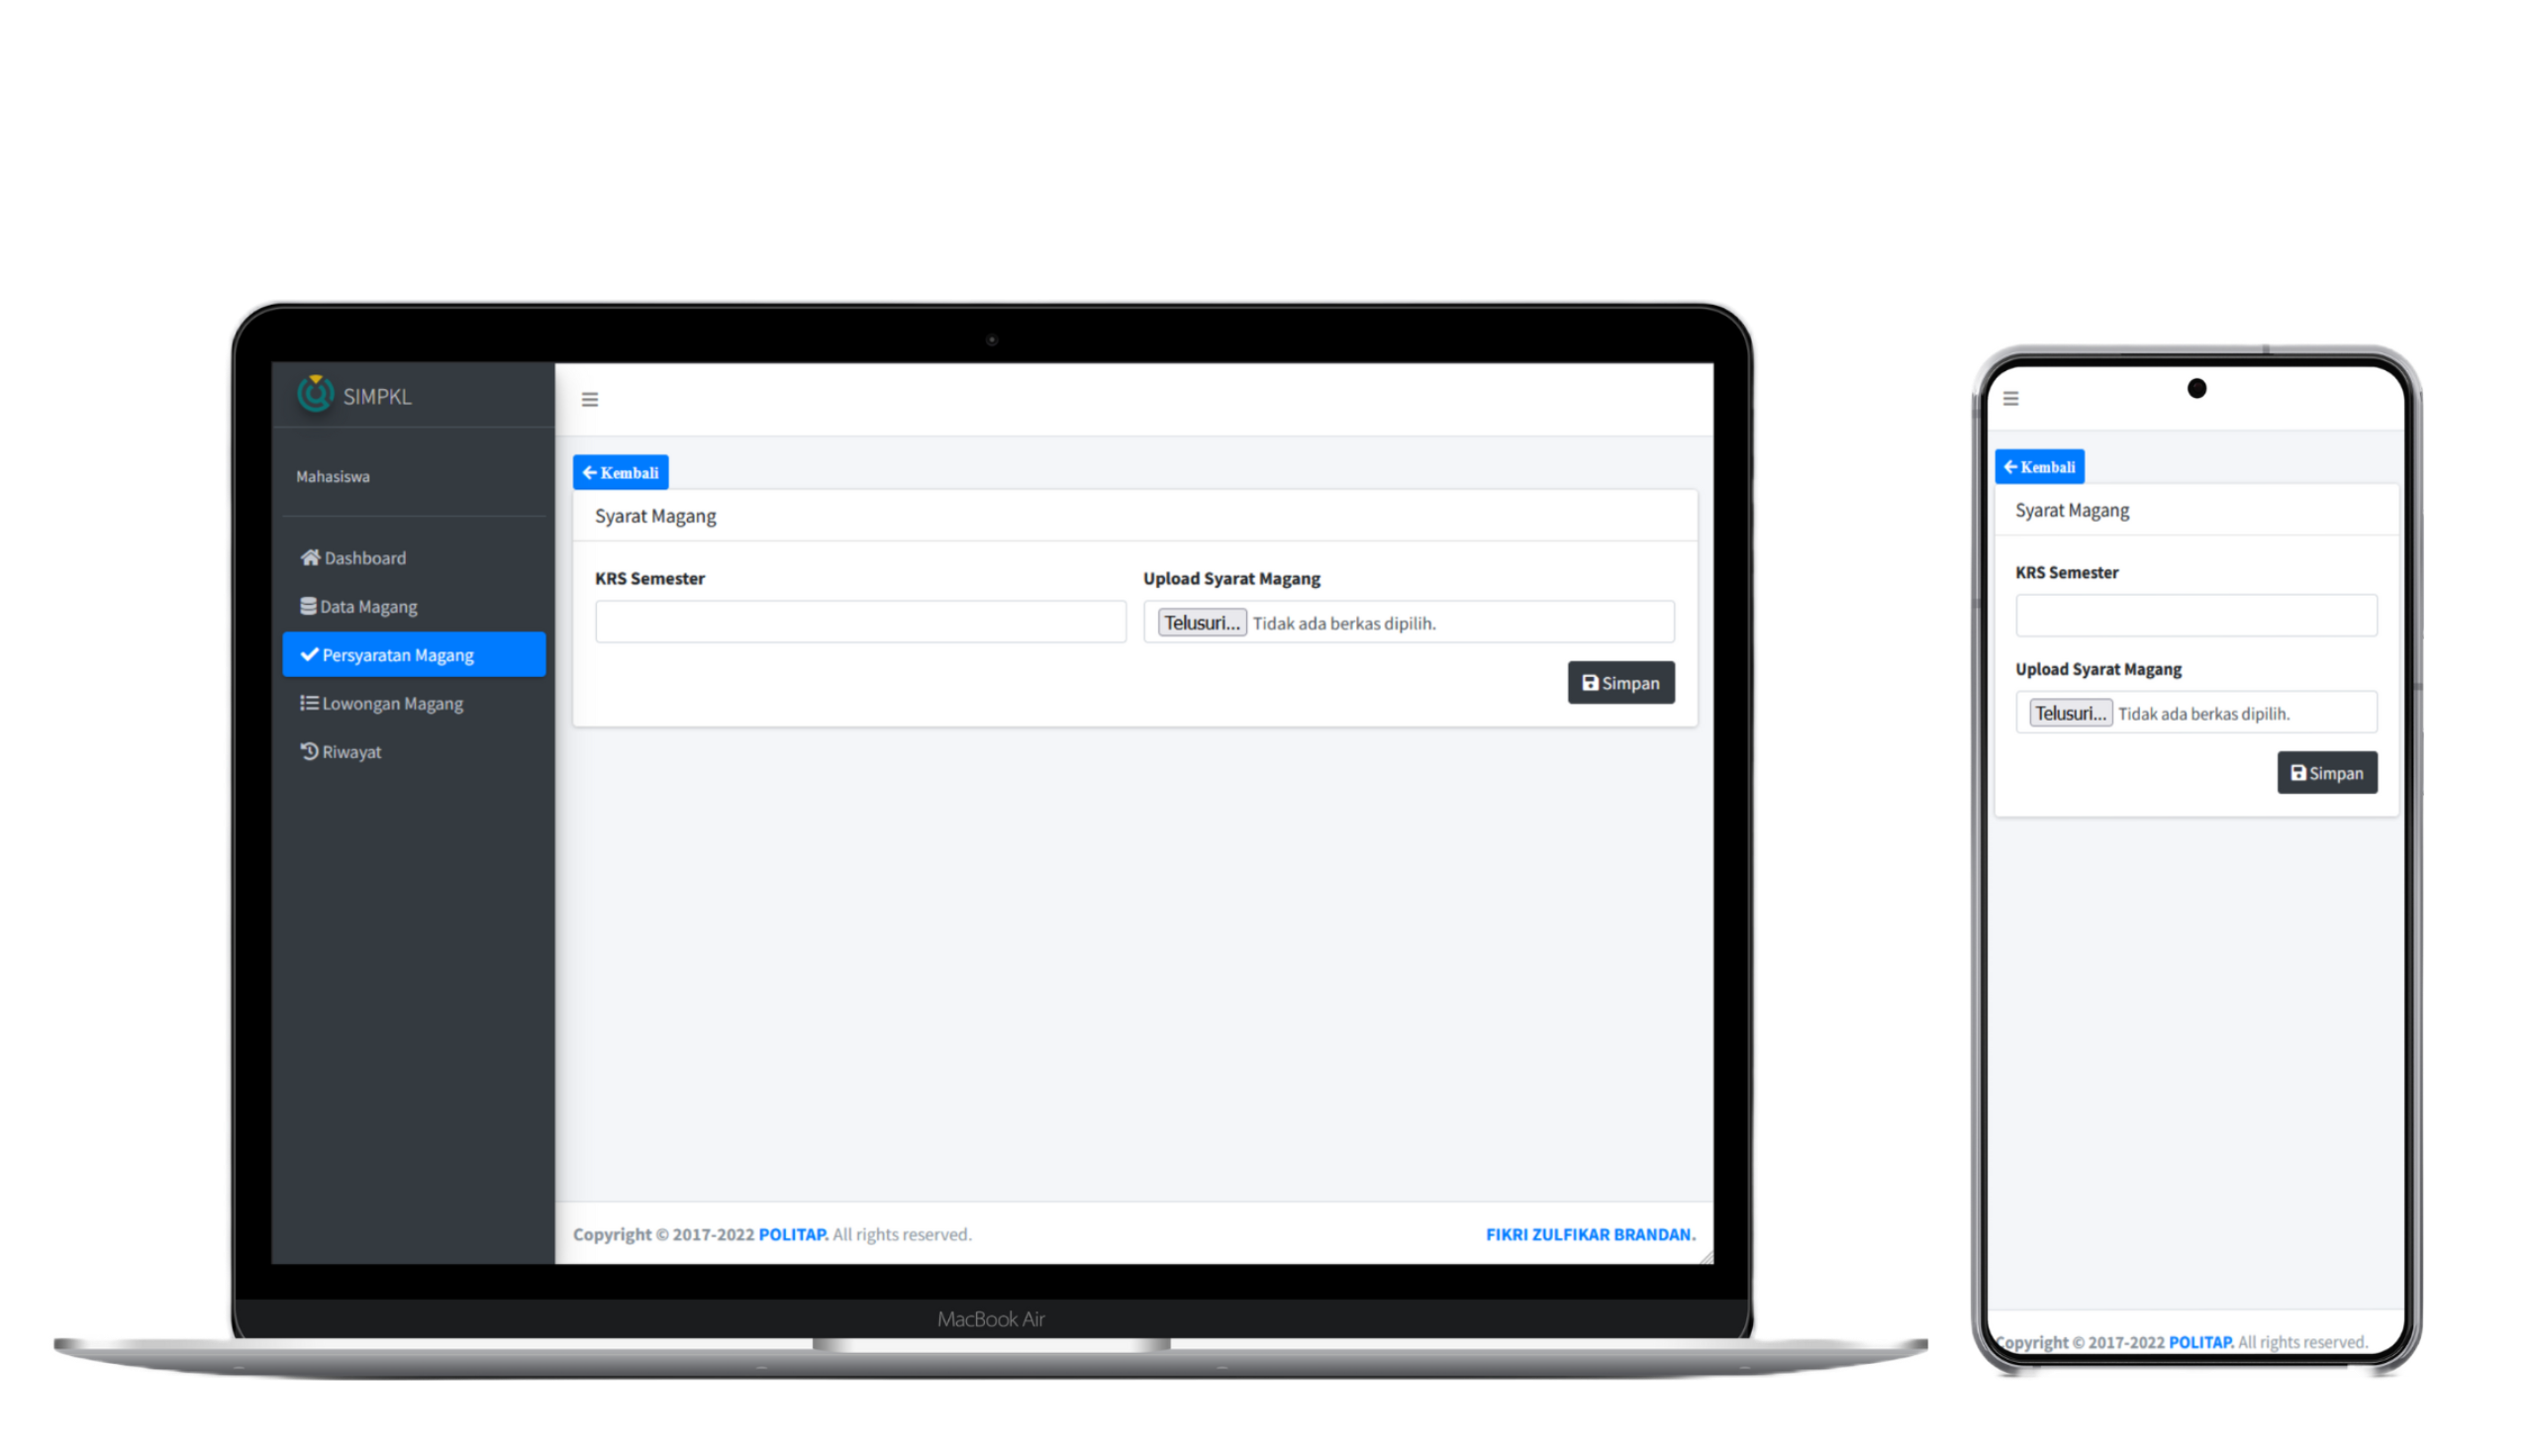 SIMPKL
Mahasiswa
Dashboard
Data Magang
Persyaratan Magang
Lowongan Magang
Riwayat
Kembali
Syarat Magang
KRS Semester
Upload Syarat Magang
Telusuri... Tidak ada berkas dipilih.
Simpan
Copyright © 2017-2022 POLITAP. All rights reserved.
FIKRI ZULFIKAR BRANDAN.
MacBook Air
Kembali
Syarat Magang
KRS Semester
Upload Syarat Magang
Telusuri... Tidak ada berkas dipilih.
Simpan
Copyright © 2017-2022 POLITAP. All rights reserved.